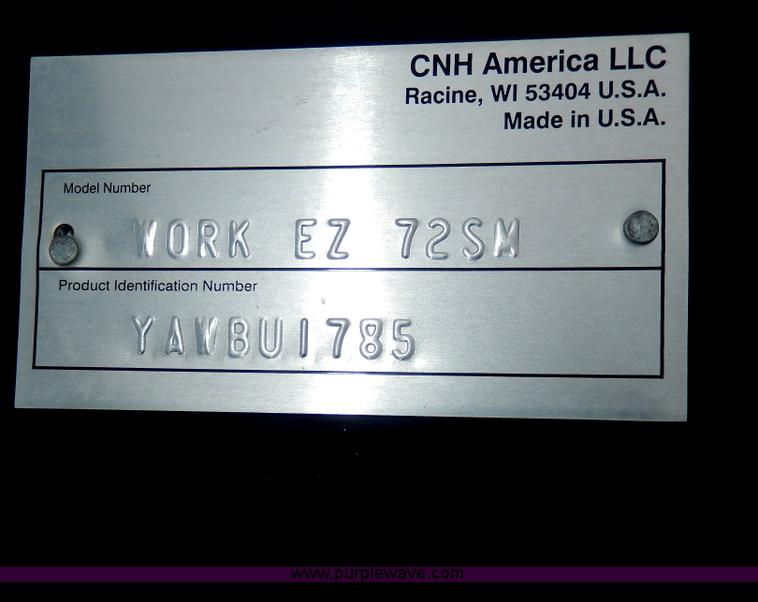 CNH America LLC
Racine, WI 53404 U.S.A.
Made in U.S.A.
Model Number
WORK EZ 72SM
Product Identification Number
YAWBU1785
www.purplewave.com